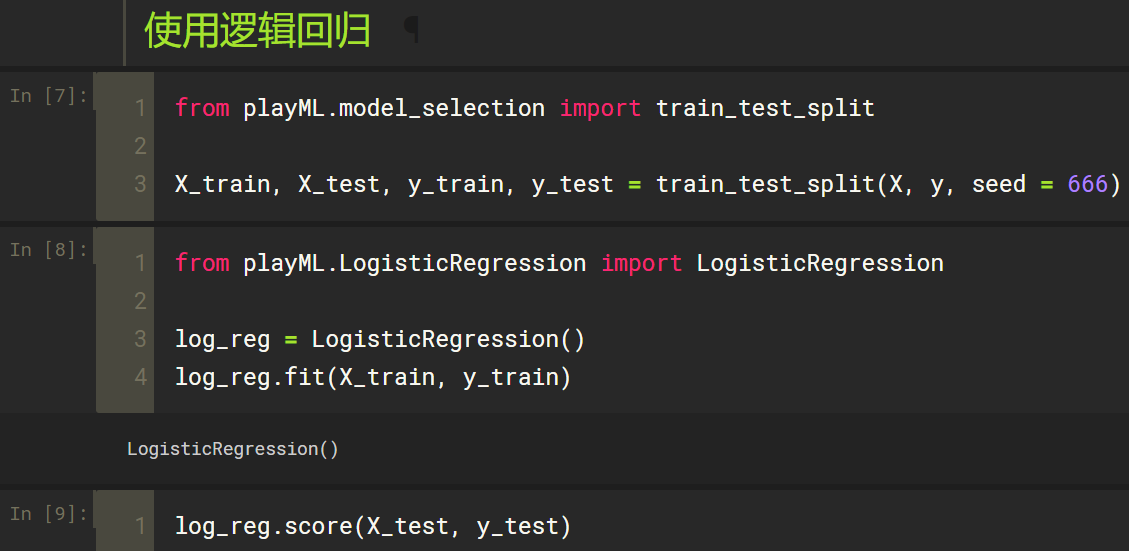 使用逻辑回归 ¶
In [7]:
1 from playML.model_selection import train_test_split
2
3 X_train, X_test, y_train, y_test = train_test_split(X, y, seed = 666)
In [8]:
1 from playML.LogisticRegression import LogisticRegression
2
3 log_reg = LogisticRegression()
4 log_reg.fit(X_train, y_train)
LogisticRegression()
In [9]:
1 log_reg.score(X_test, y_test)